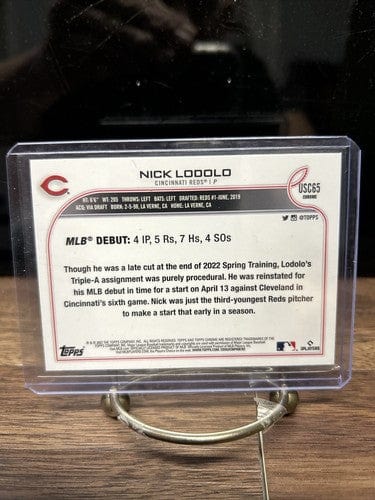 C
NICK LODOLO
CINCINNATI REDS® | P
USC65
CHROME
HT: 6'6" WT: 205 THROWS: LEFT BATS: LEFT DRAFTED: REDS #1-JUNE, 2019
ACQ: VIA DRAFT BORN: 2-5-98, LA VERNE, CA HOME: LA VERNE, CA
@TOPPS
MLB® DEBUT: 4 IP, 5 Rs, 7 Hs, 4 SOs
Though he was a late cut at the end of 2022 Spring Training, Lodolo's
Triple-A assignment was purely procedural. He was reinstated for
his MLB debut in time for a start on April 13 against Cleveland in
Cincinnati's sixth game. Nick was just the third-youngest Reds pitcher
to make a start that early in a season.
Topps